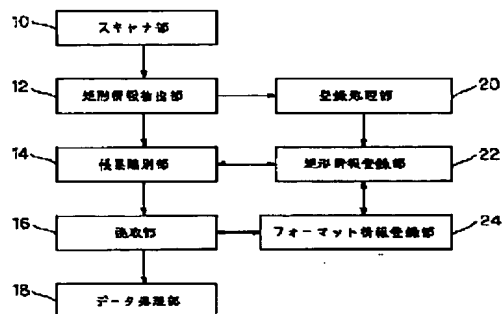 10
スキャナ部
12
矩形情報抽出部
20
登録処理部
14
帳票識別部
22
矩形情報登録部
16
読取部
24
フォーマット情報登録部
18
データ処理部